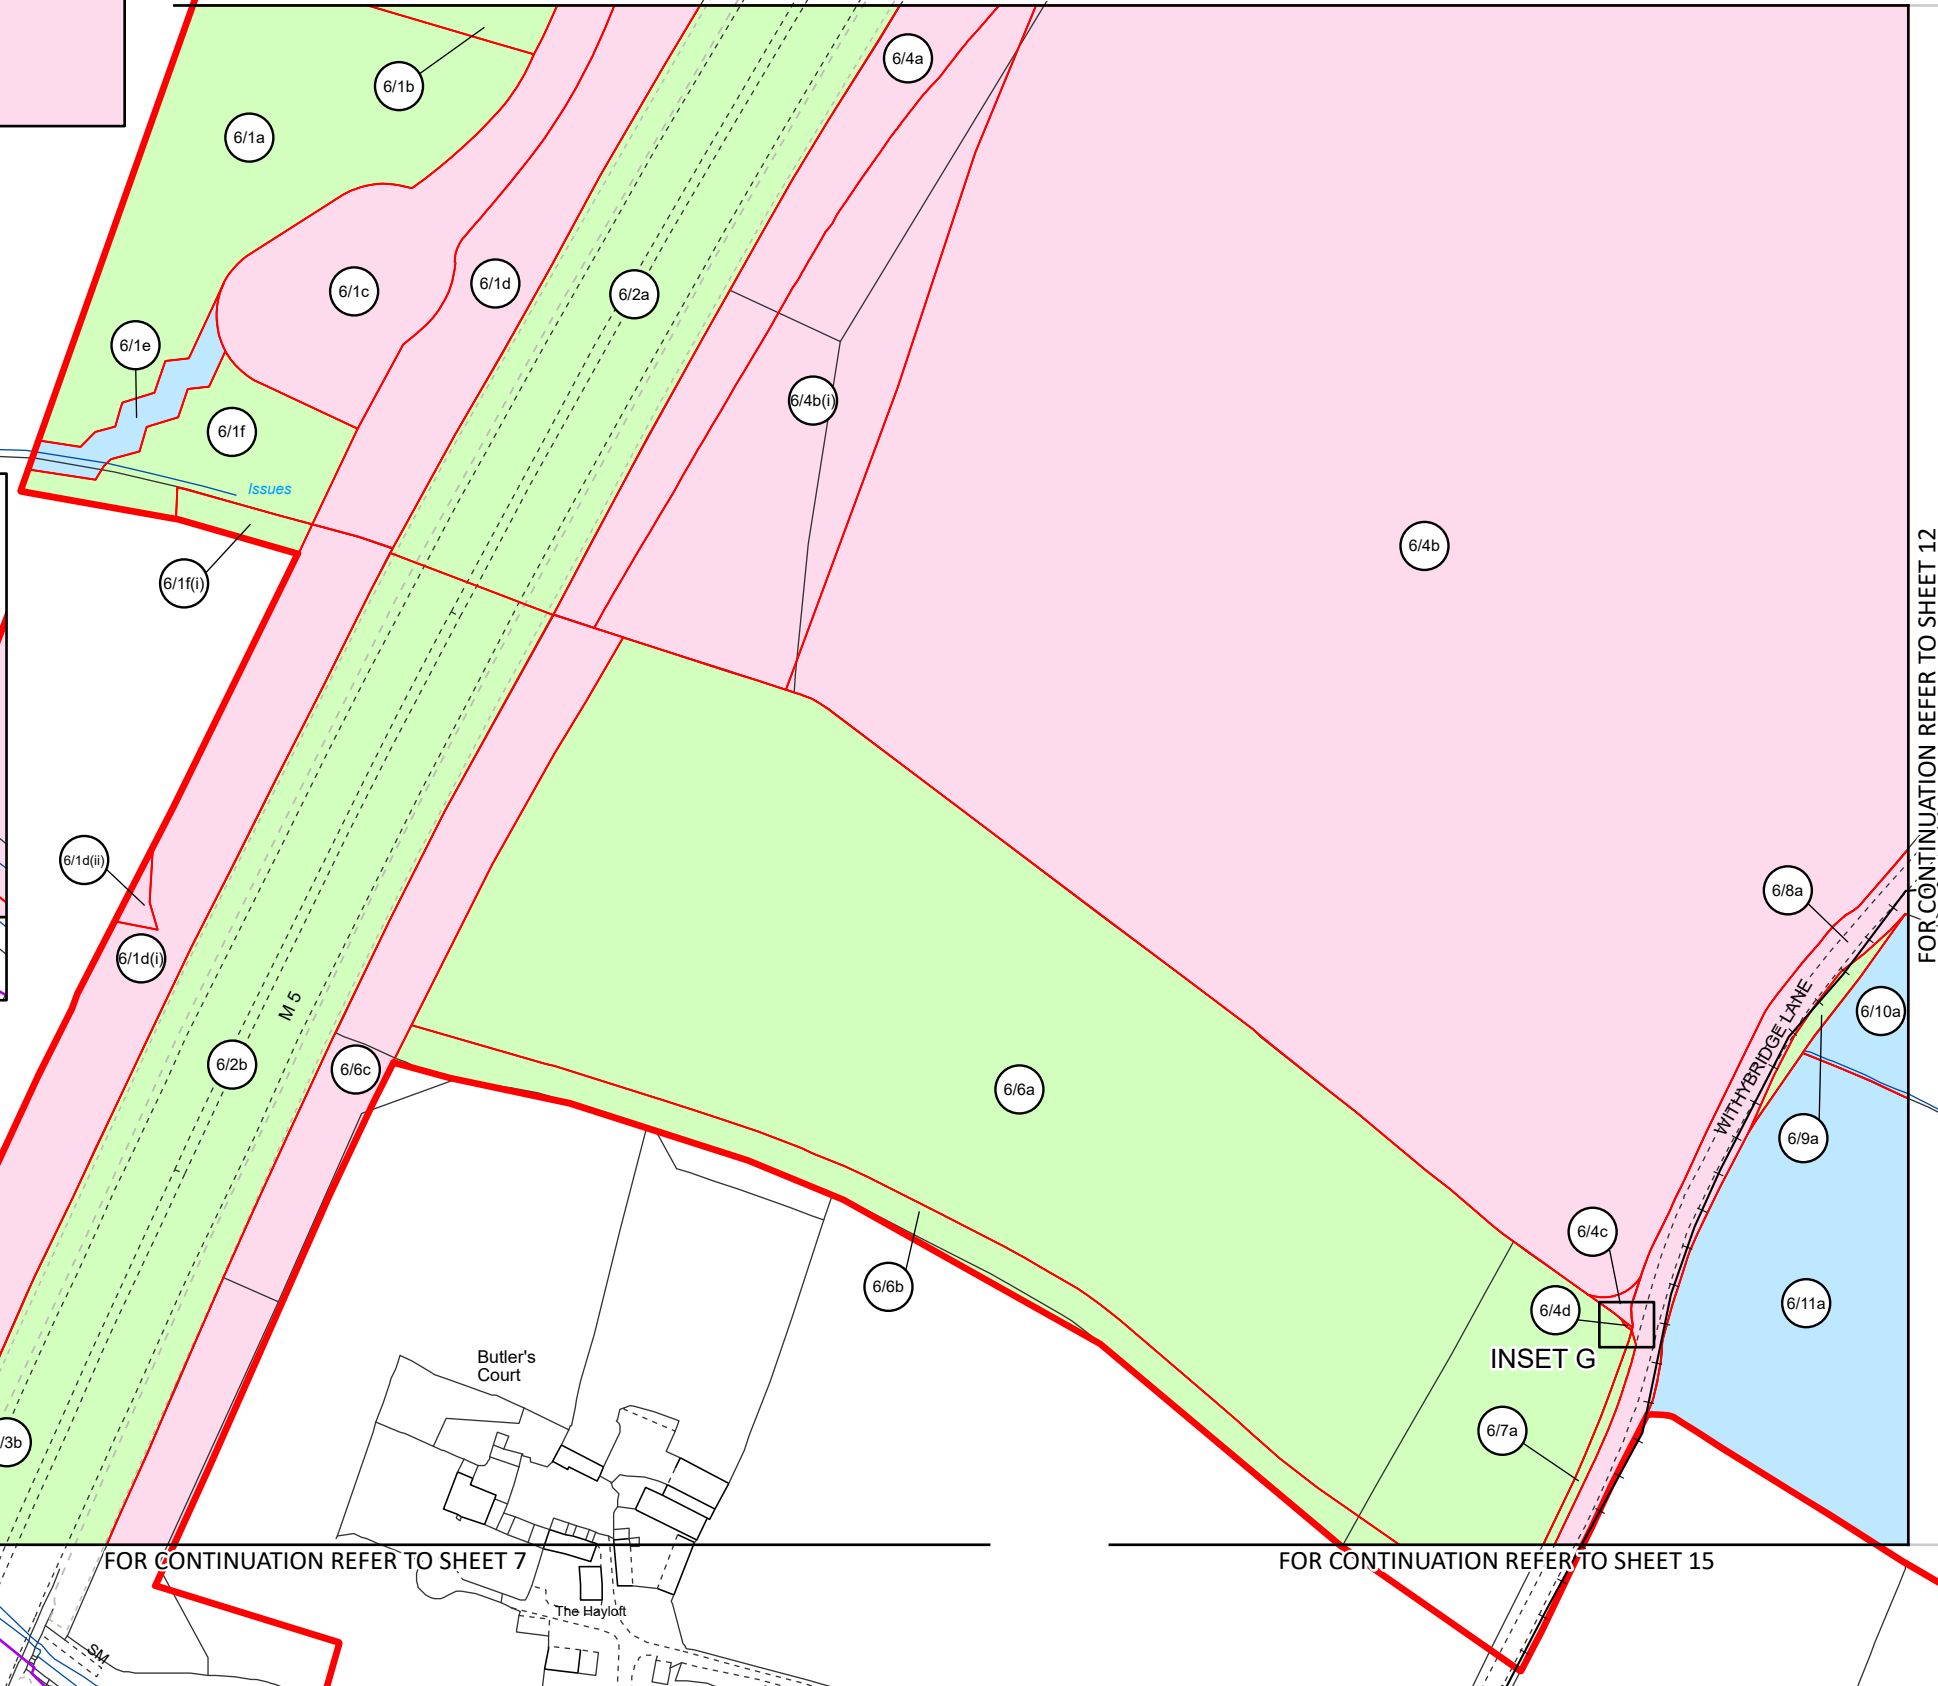 6/4a
6/1b
6/1a
6/1c
6/1d
6/2a
6/1e
6/4b(i)
6/1f
Issues
6/4b
6/1f(i)
FOR CONTINUATION REFER TO SHEET 12
6/1d(ii)
6/8a
6/1d(i)
M 5
6/10a
WITHYBRIDGE LANE
6/2b
6/6c
6/6a
6/9a
6/4c
6/6b
6/4d
6/11a
INSET G
Butler's
Court
6/7a
/3b
FOR CONTINUATION REFER TO SHEET 7
FOR CONTINUATION REFER TO SHEET 15
The Hayloft
SM